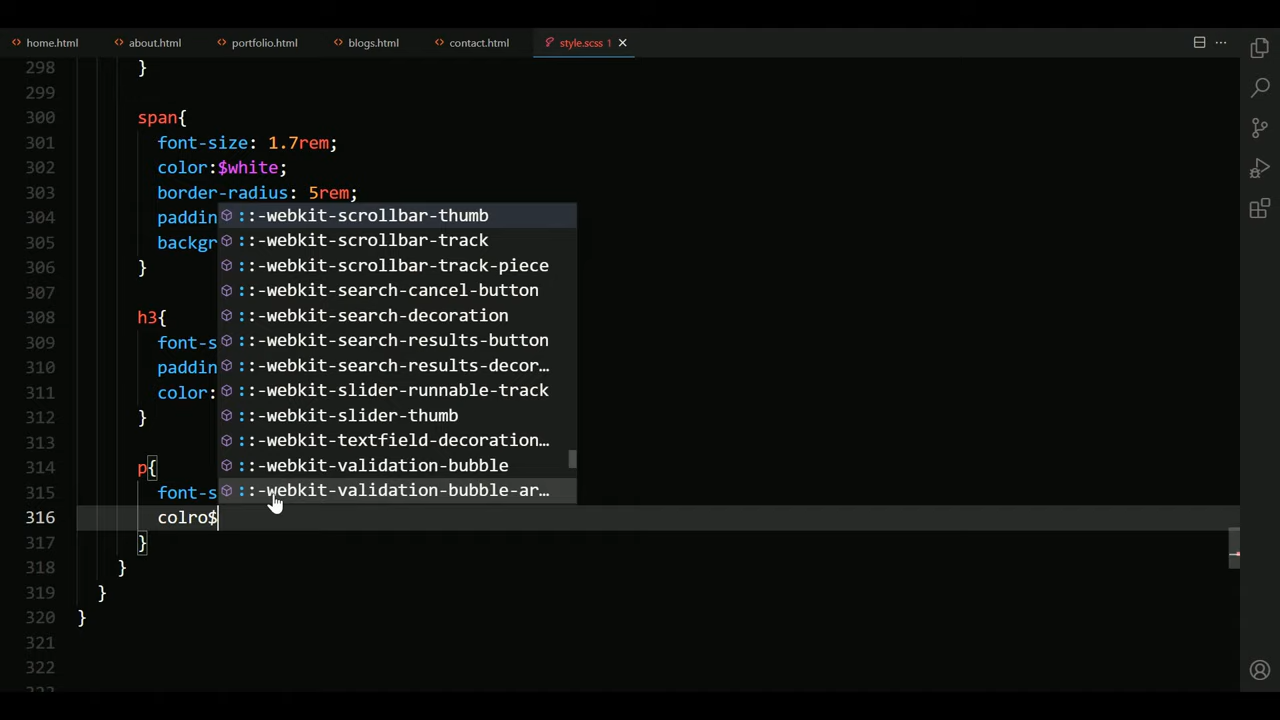 home.html about.html portfolio.html blogs.html contact.html style.scss 1
298 }
299
300 span{
301 font-size: 1.7rem;
302 color:$white;
303 border-radius: 5rem;
304 paddin
305 backgr
306 }
307
308 h3{
309 font-s
310 paddin
311 color:
312 }
313
314 p{
315 font-s
316 colro$
317 }
318 }
319 }
320 }
321
322
::-webkit-scrollbar-thumb
::-webkit-scrollbar-track
::-webkit-scrollbar-track-piece
::-webkit-search-cancel-button
::-webkit-search-decoration
::-webkit-search-results-button
::-webkit-search-results-decor…
::-webkit-slider-runnable-track
::-webkit-slider-thumb
::-webkit-textfield-decoration…
::-webkit-validation-bubble
::-webkit-validation-bubble-ar…